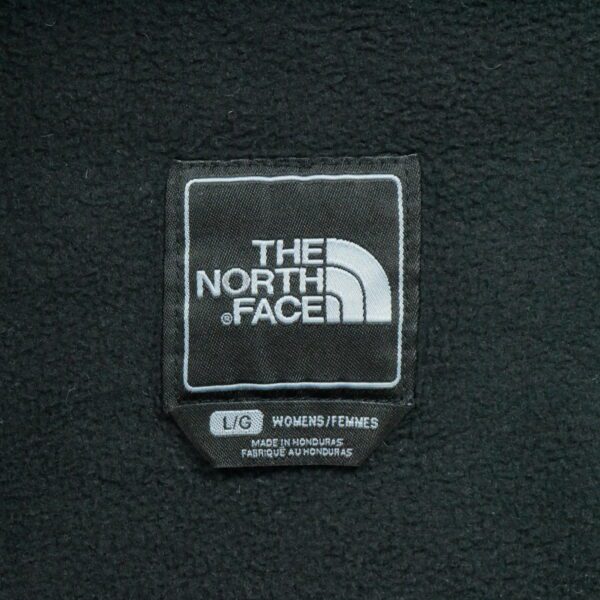 THE
NORTH
®FACE
L/G WOMENS/FEMMES
MADE IN HONDURAS
FABRIQUÉ AU HONDURAS